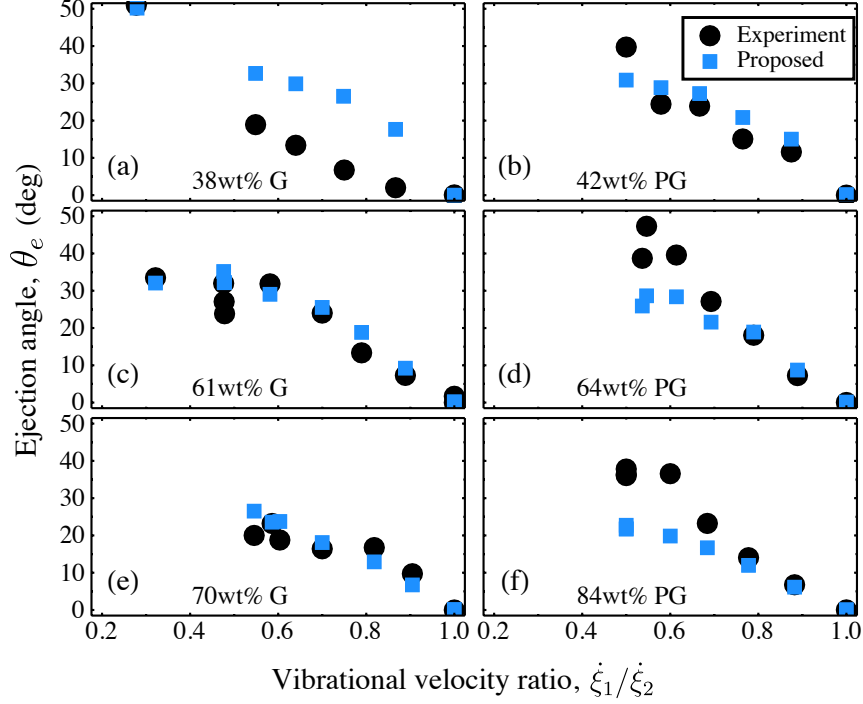 50
40
30
20
10
0
(a)
38wt% G
Experiment
Proposed
(b)
42wt% PG
50
40
30
20
10
0
(c)
61wt% G
(d)
64wt% PG
Ejection angle, θe (deg)
50
40
30
20
10
0
(e)
70wt% G
(f)
84wt% PG
0.2 0.4 0.6 0.8 1.0 0.2 0.4 0.6 0.8 1.0
Vibrational velocity ratio, ξ̇1/ξ̇2